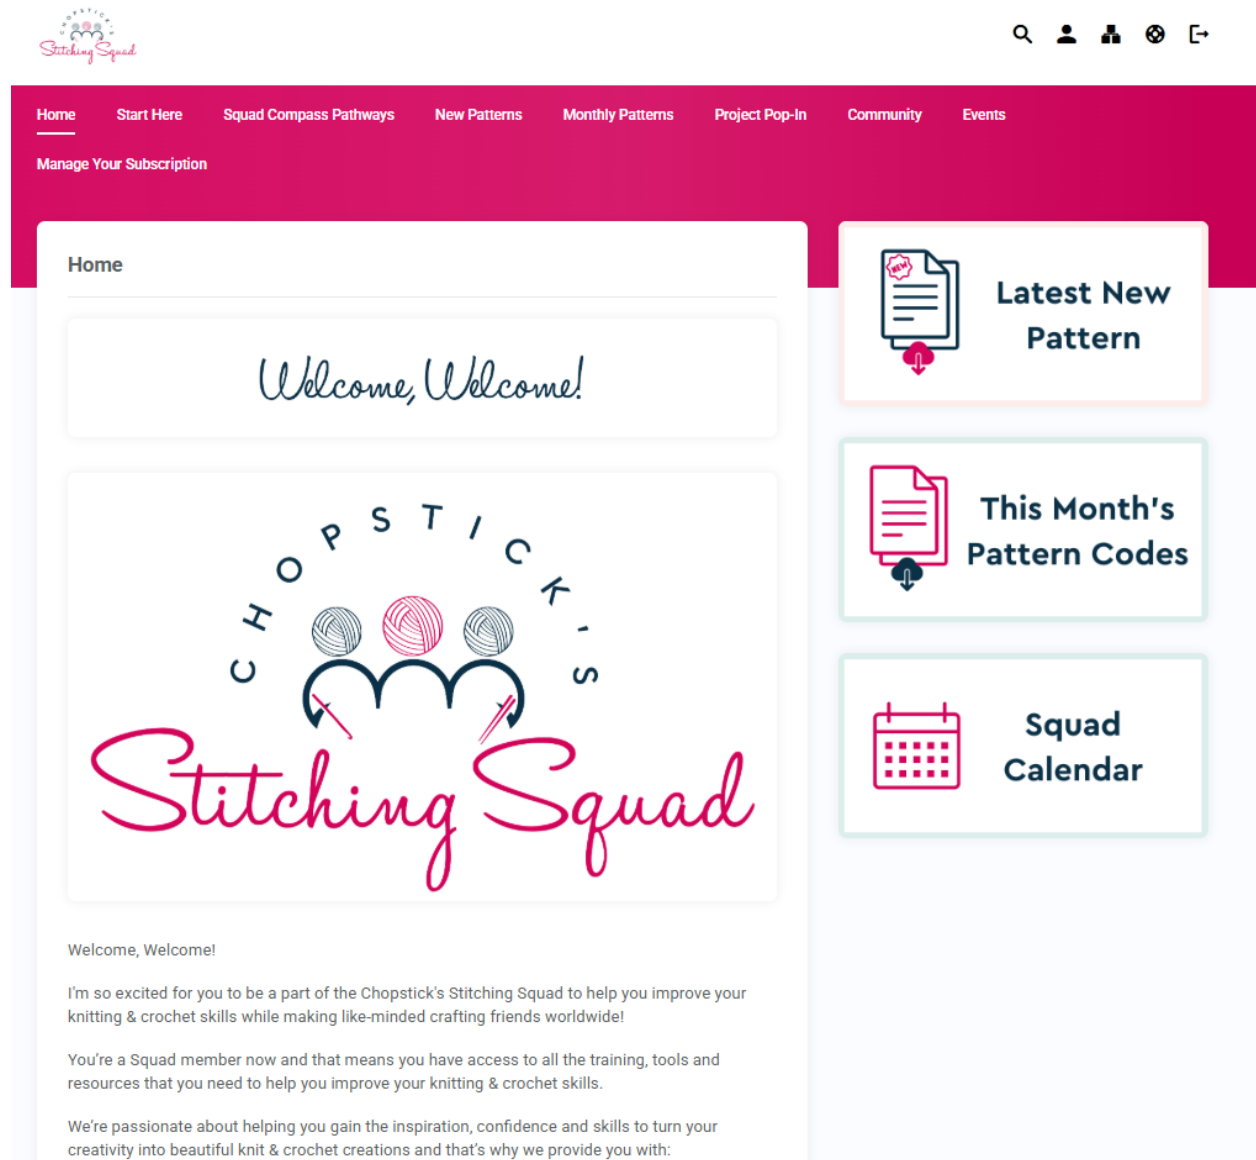 CHOPSTICK'S
Stitching Squad
Home Start Here Squad Compass Pathways New Patterns Monthly Patterns Project Pop-In Community Events
Manage Your Subscription
Home
Welcome, Welcome!
CHOPSTICK'S
Stitching Squad
Welcome, Welcome!
I'm so excited for you to be a part of the Chopstick's Stitching Squad to help you improve your
knitting & crochet skills while making like-minded crafting friends worldwide!
You're a Squad member now and that means you have access to all the training, tools and
resources that you need to help you improve your knitting & crochet skills.
We're passionate about helping you gain the inspiration, confidence and skills to turn your
creativity into beautiful knit & crochet creations and that's why we provide you with:
NEW
Latest New
Pattern
This Month's
Pattern Codes
Squad
Calendar